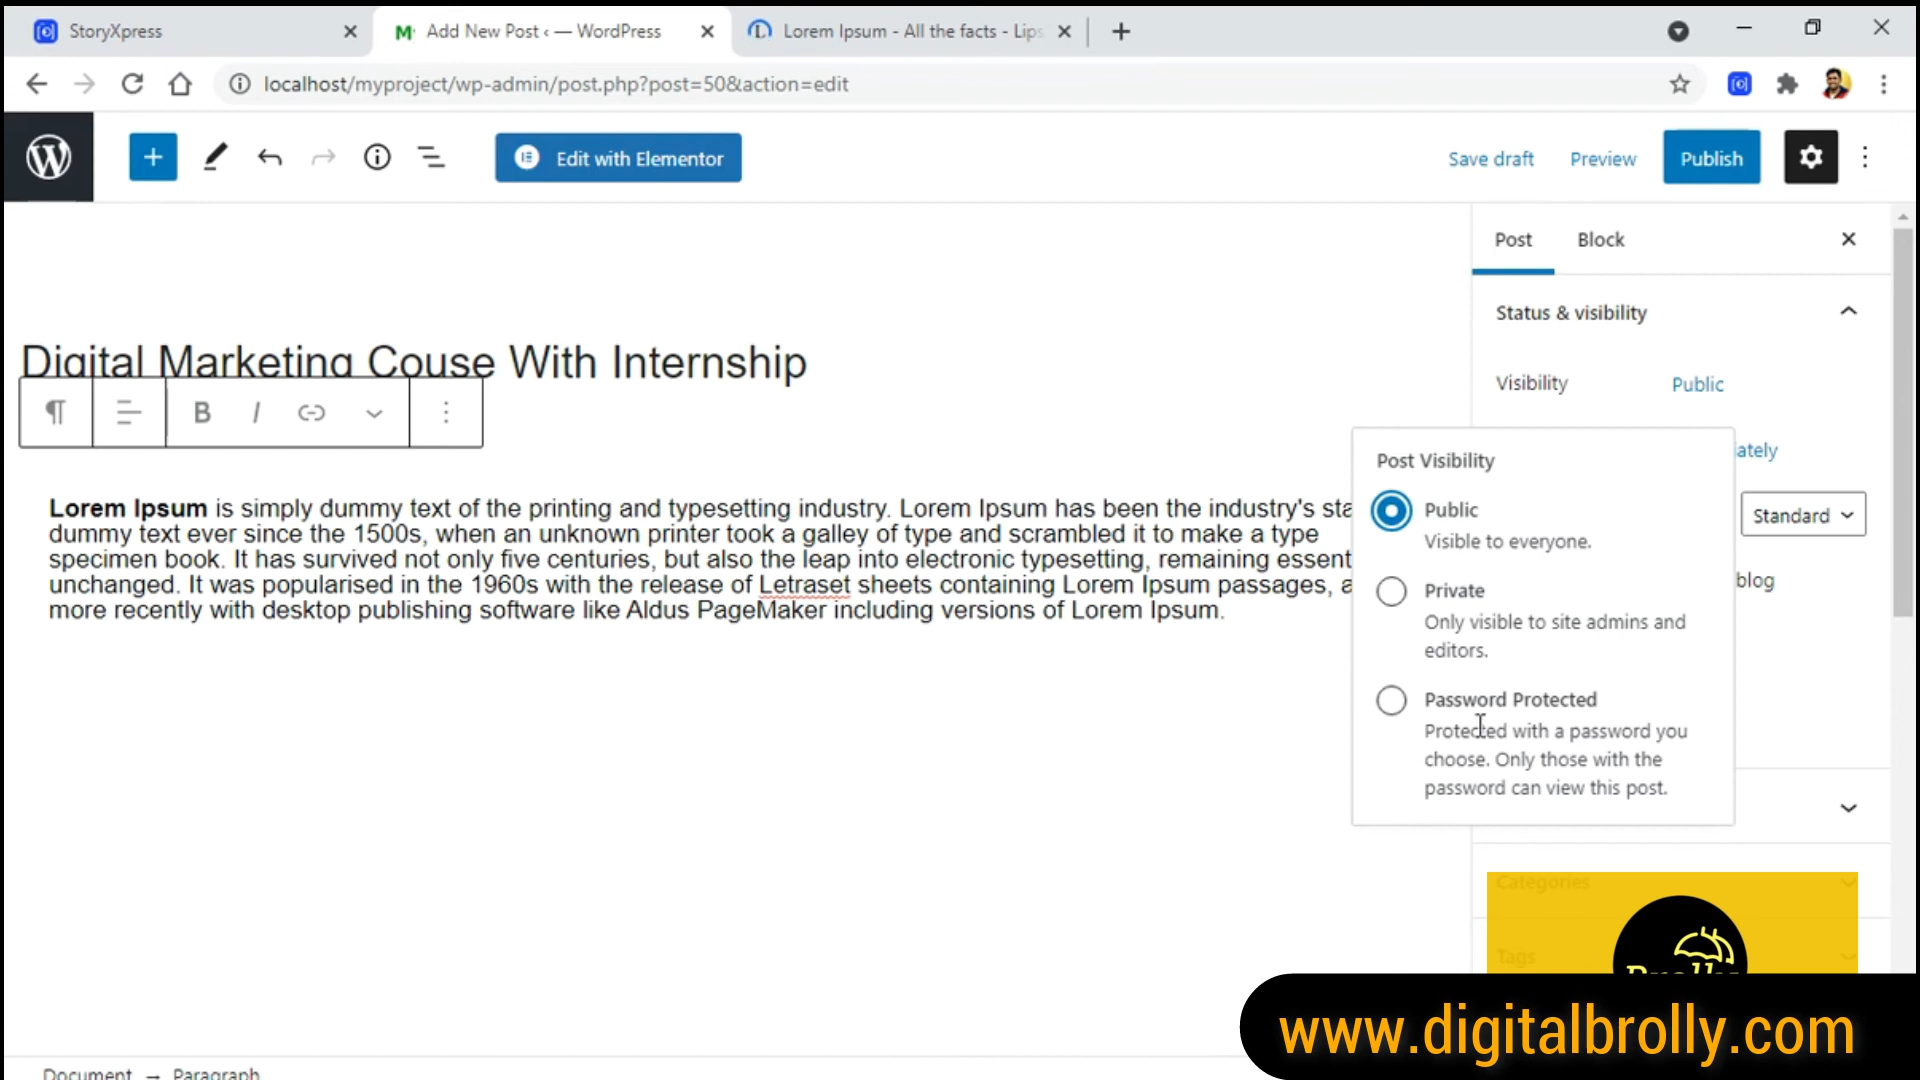 StoryXpress
Add New Post ‹ — WordPress
Lorem Ipsum - All the facts - Lips
localhost/myproject/wp-admin/post.php?post=50&action=edit
Edit with Elementor
Save draft
Preview
Publish
Post
Block
Status & visibility
Digital Marketing Couse With Internship
Visibility
Public
B I
iately
Post Visibility
Public
Visible to everyone.
Standard
Private
Only visible to site admins and
editors.
blog
Password Protected
Protected with a password you
choose. Only those with the
password can view this post.
Lorem Ipsum is simply dummy text of the printing and typesetting industry. Lorem Ipsum has been the industry's sta
dummy text ever since the 1500s, when an unknown printer took a galley of type and scrambled it to make a type
specimen book. It has survived not only five centuries, but also the leap into electronic typesetting, remaining essent
unchanged. It was popularised in the 1960s with the release of Letraset sheets containing Lorem Ipsum passages, a
more recently with desktop publishing software like Aldus PageMaker including versions of Lorem Ipsum.
Categories
Tags
Brolly
www.digitalbrolly.com
Document → Paragraph